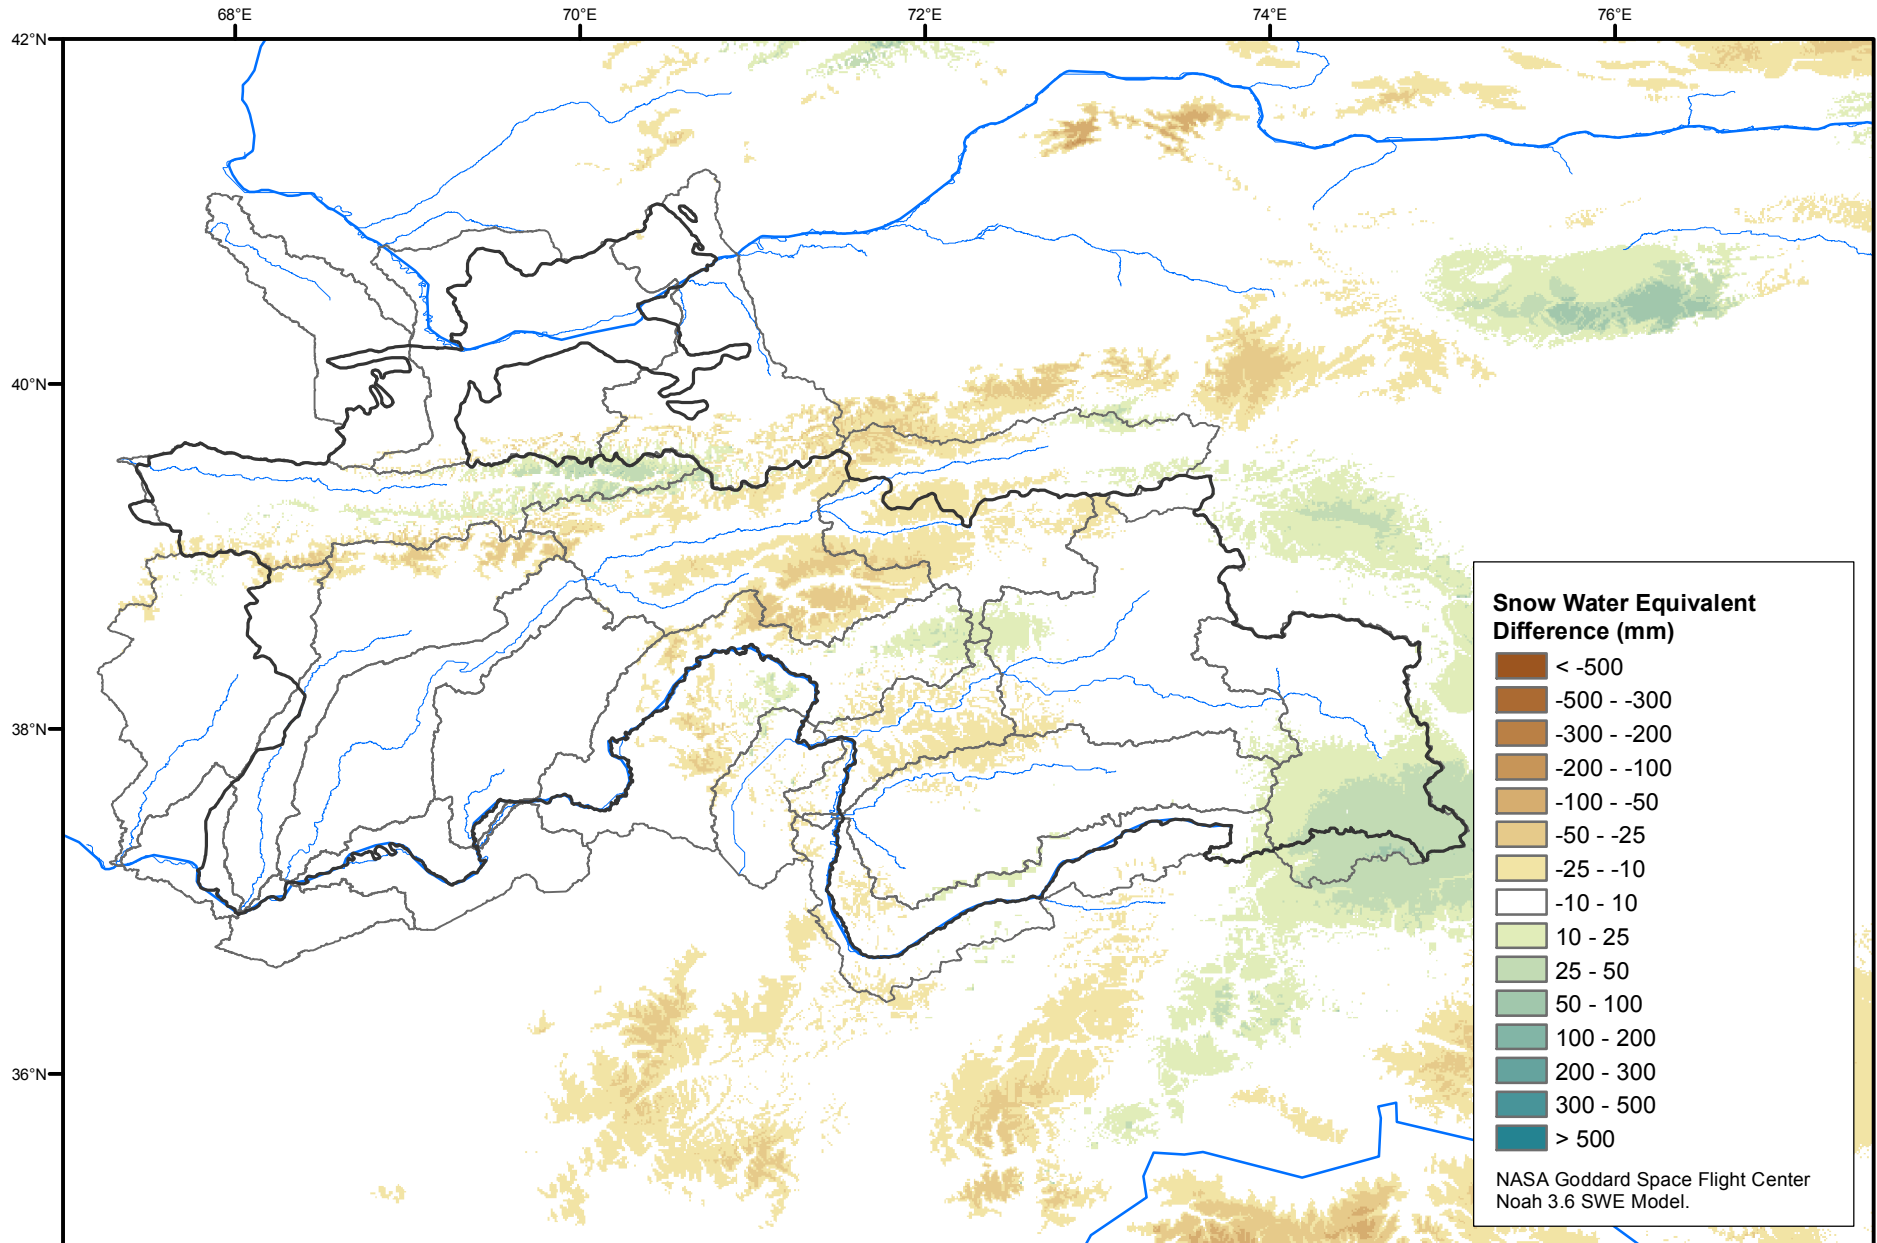 68°E
70°E
72°E
74°E
76°E
42°N
40°N
38°N
36°N
Snow Water Equivalent
Difference (mm)
< -500
-500 - -300
-300 - -200
-200 - -100
-100 - -50
-50 - -25
-25 - -10
-10 - 10
10 - 25
25 - 50
50 - 100
100 - 200
200 - 300
300 - 500
> 500
NASA Goddard Space Flight Center
Noah 3.6 SWE Model.